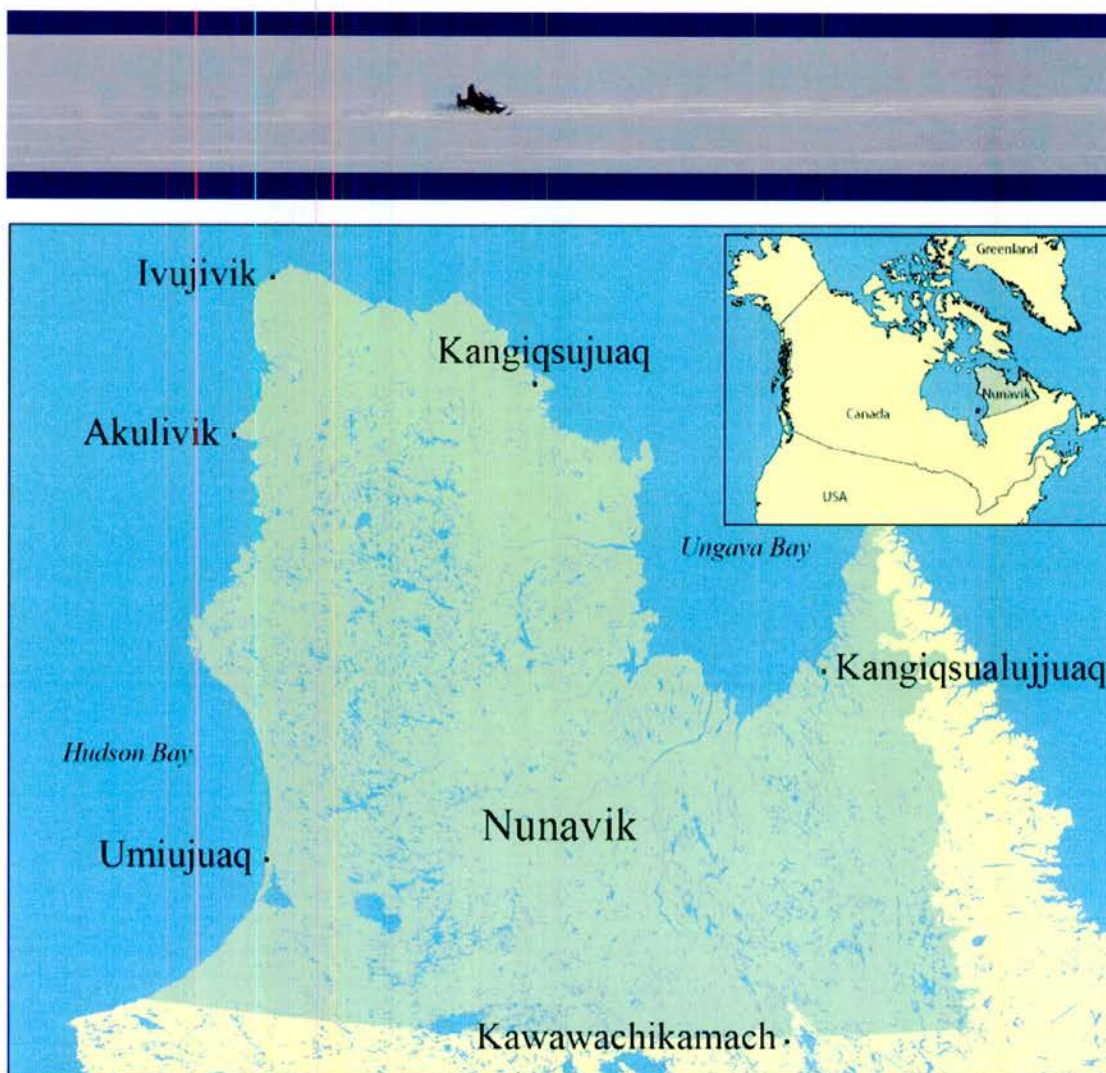 Ivujivik
Greenland
Kangiqsujuaq
Nunavik
Akulivik
Canada
USA
Ungava Bay
Kangiqsualujjuaq
Hudson Bay
Nunavik
Umiujuaq
Kawawachikamach